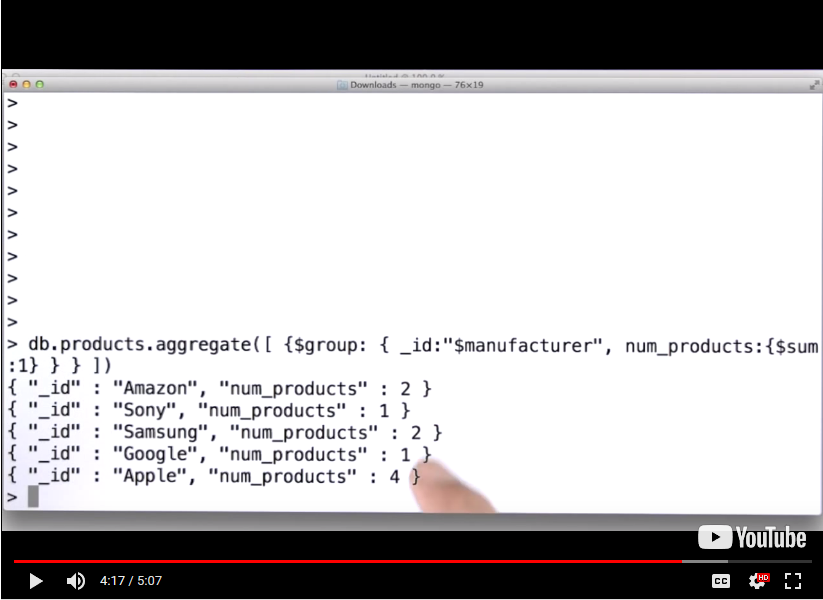 Downloads — mongo — 76×19
>
>
>
>
>
>
>
>
>
>
>
> db.products.aggregate([ {$group: { _id:"$manufacturer", num_products:{$sum
:1} } } ])
{ "_id" : "Amazon", "num_products" : 2 }
{ "_id" : "Sony", "num_products" : 1 }
{ "_id" : "Samsung", "num_products" : 2 }
{ "_id" : "Google", "num_products" : 1 }
{ "_id" : "Apple", "num_products" : 4 }
>
YouTube
4:17 / 5:07
CC
HD